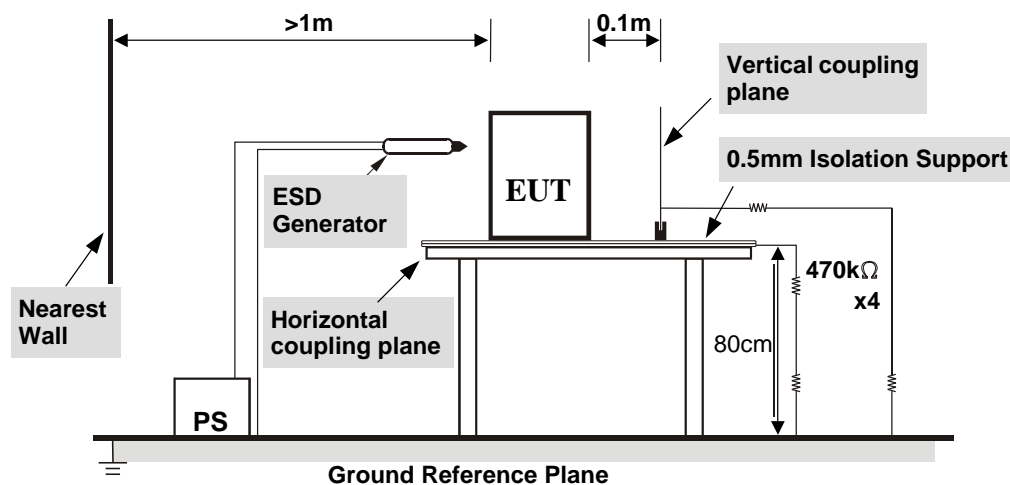 >1m
0.1m
Vertical coupling
plane
0.5mm Isolation Support
ESD
Generator
EUT
Nearest
Wall
Horizontal
coupling plane
470kΩ
x4
80cm
PS
Ground Reference Plane